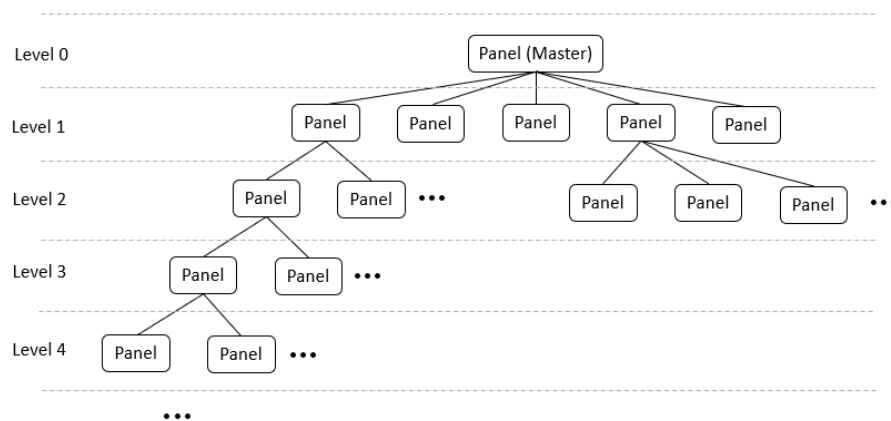 Level 0
Panel (Master)
Level 1
Panel
Panel
Panel
Panel
Panel
Level 2
Panel
Panel
•••
Panel
Panel
Panel
•••
Level 3
Panel
Panel
•••
Level 4
Panel
Panel
•••
•••